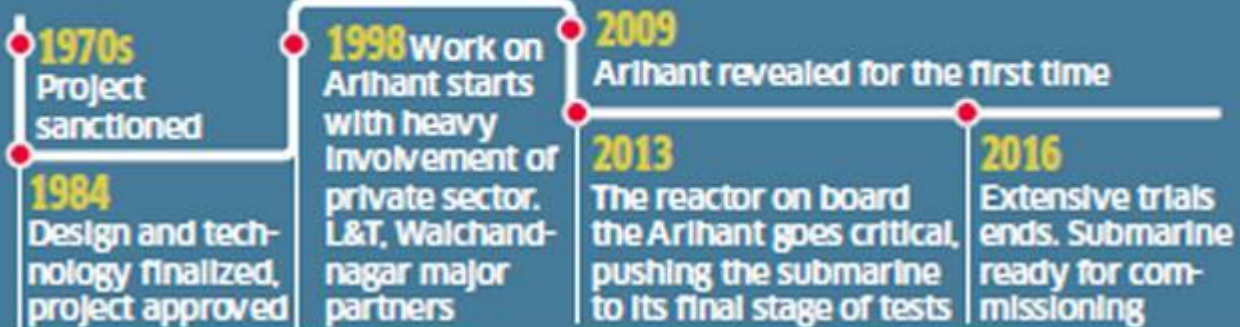 1970s
Project
sanctioned
1984
Design and tech-
nology finalized,
project approved
1998 Work on
Arihant starts
with heavy
involvement of
private sector.
L&T, Walchand-
nagar major
partners
2009
Arihant revealed for the first time
2013
The reactor on board
the Arihant goes critical,
pushing the submarine
to its final stage of tests
2016
Extensive trials
ends. Submarine
ready for com-
missioning